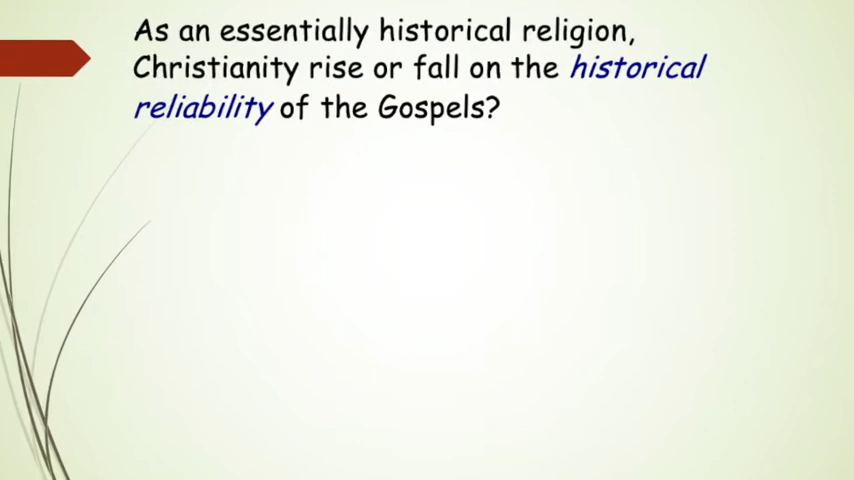 As an essentially historical religion,
Christianity rise or fall on the historical
reliability of the Gospels?